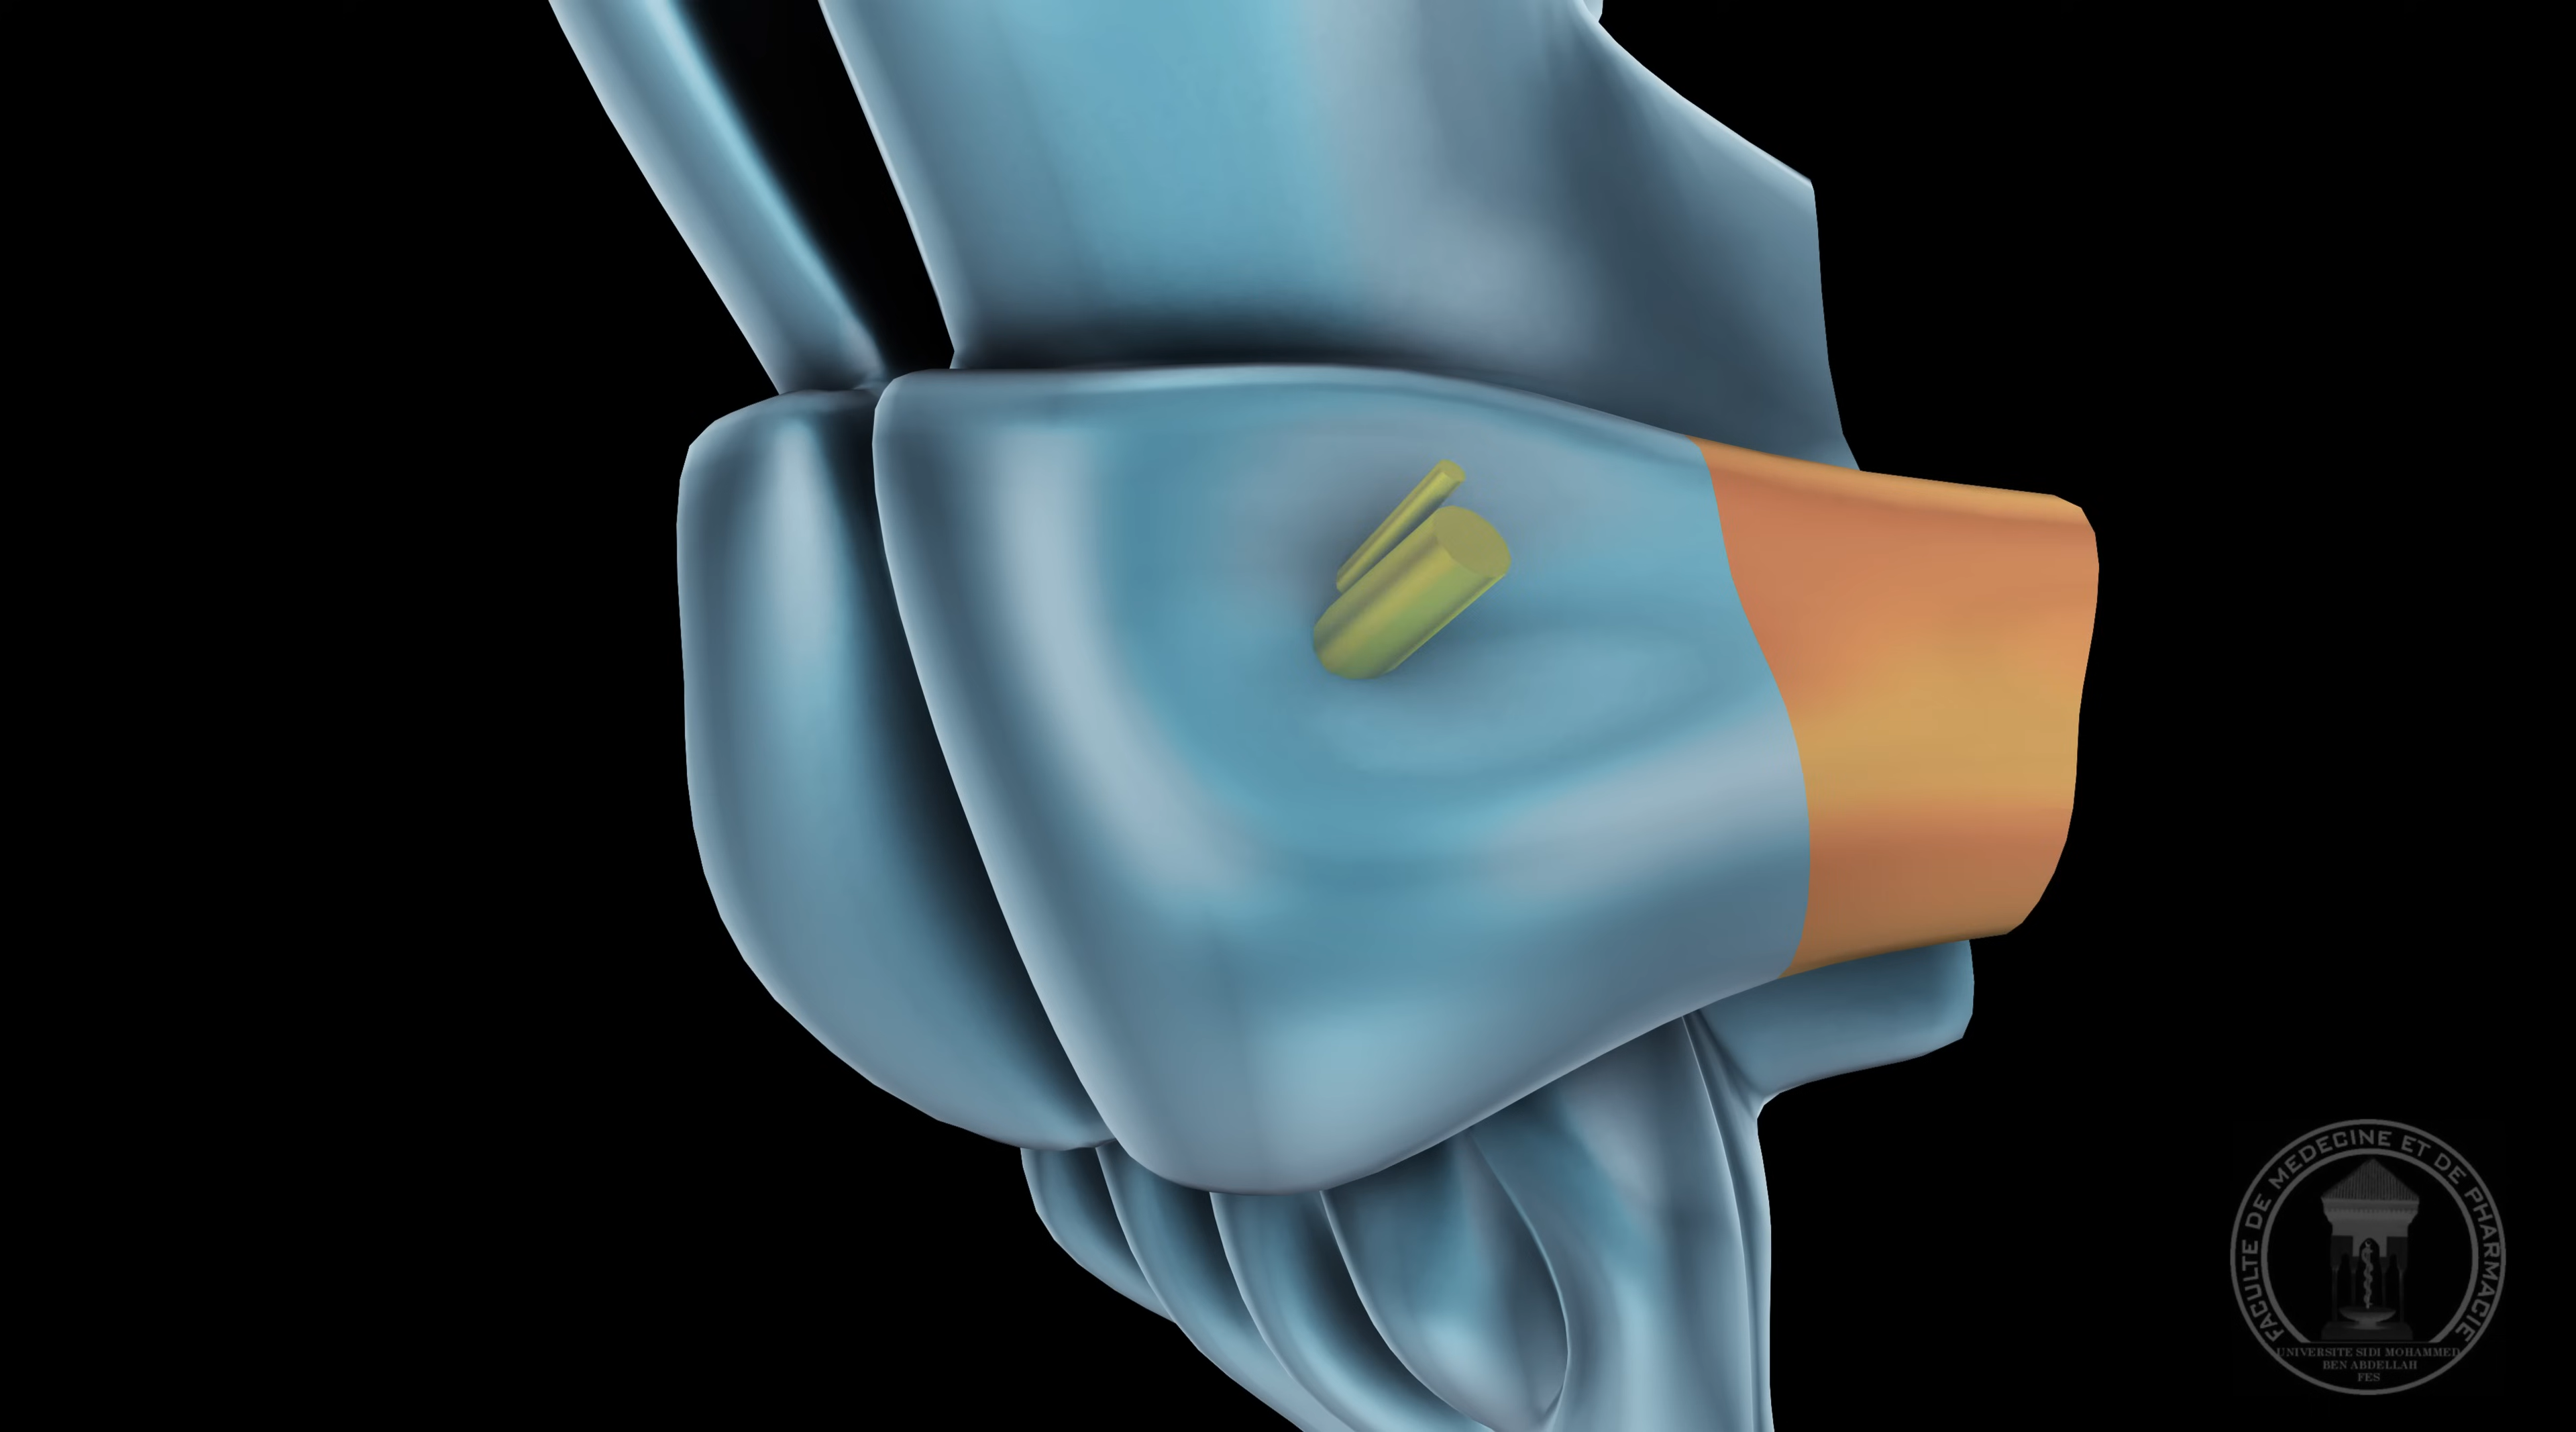 FACULTE DE MEDECINE ET DE PHARMACIE
UNIVERSITE SIDI MOHAMMED
BEN ABDELLAH
FES